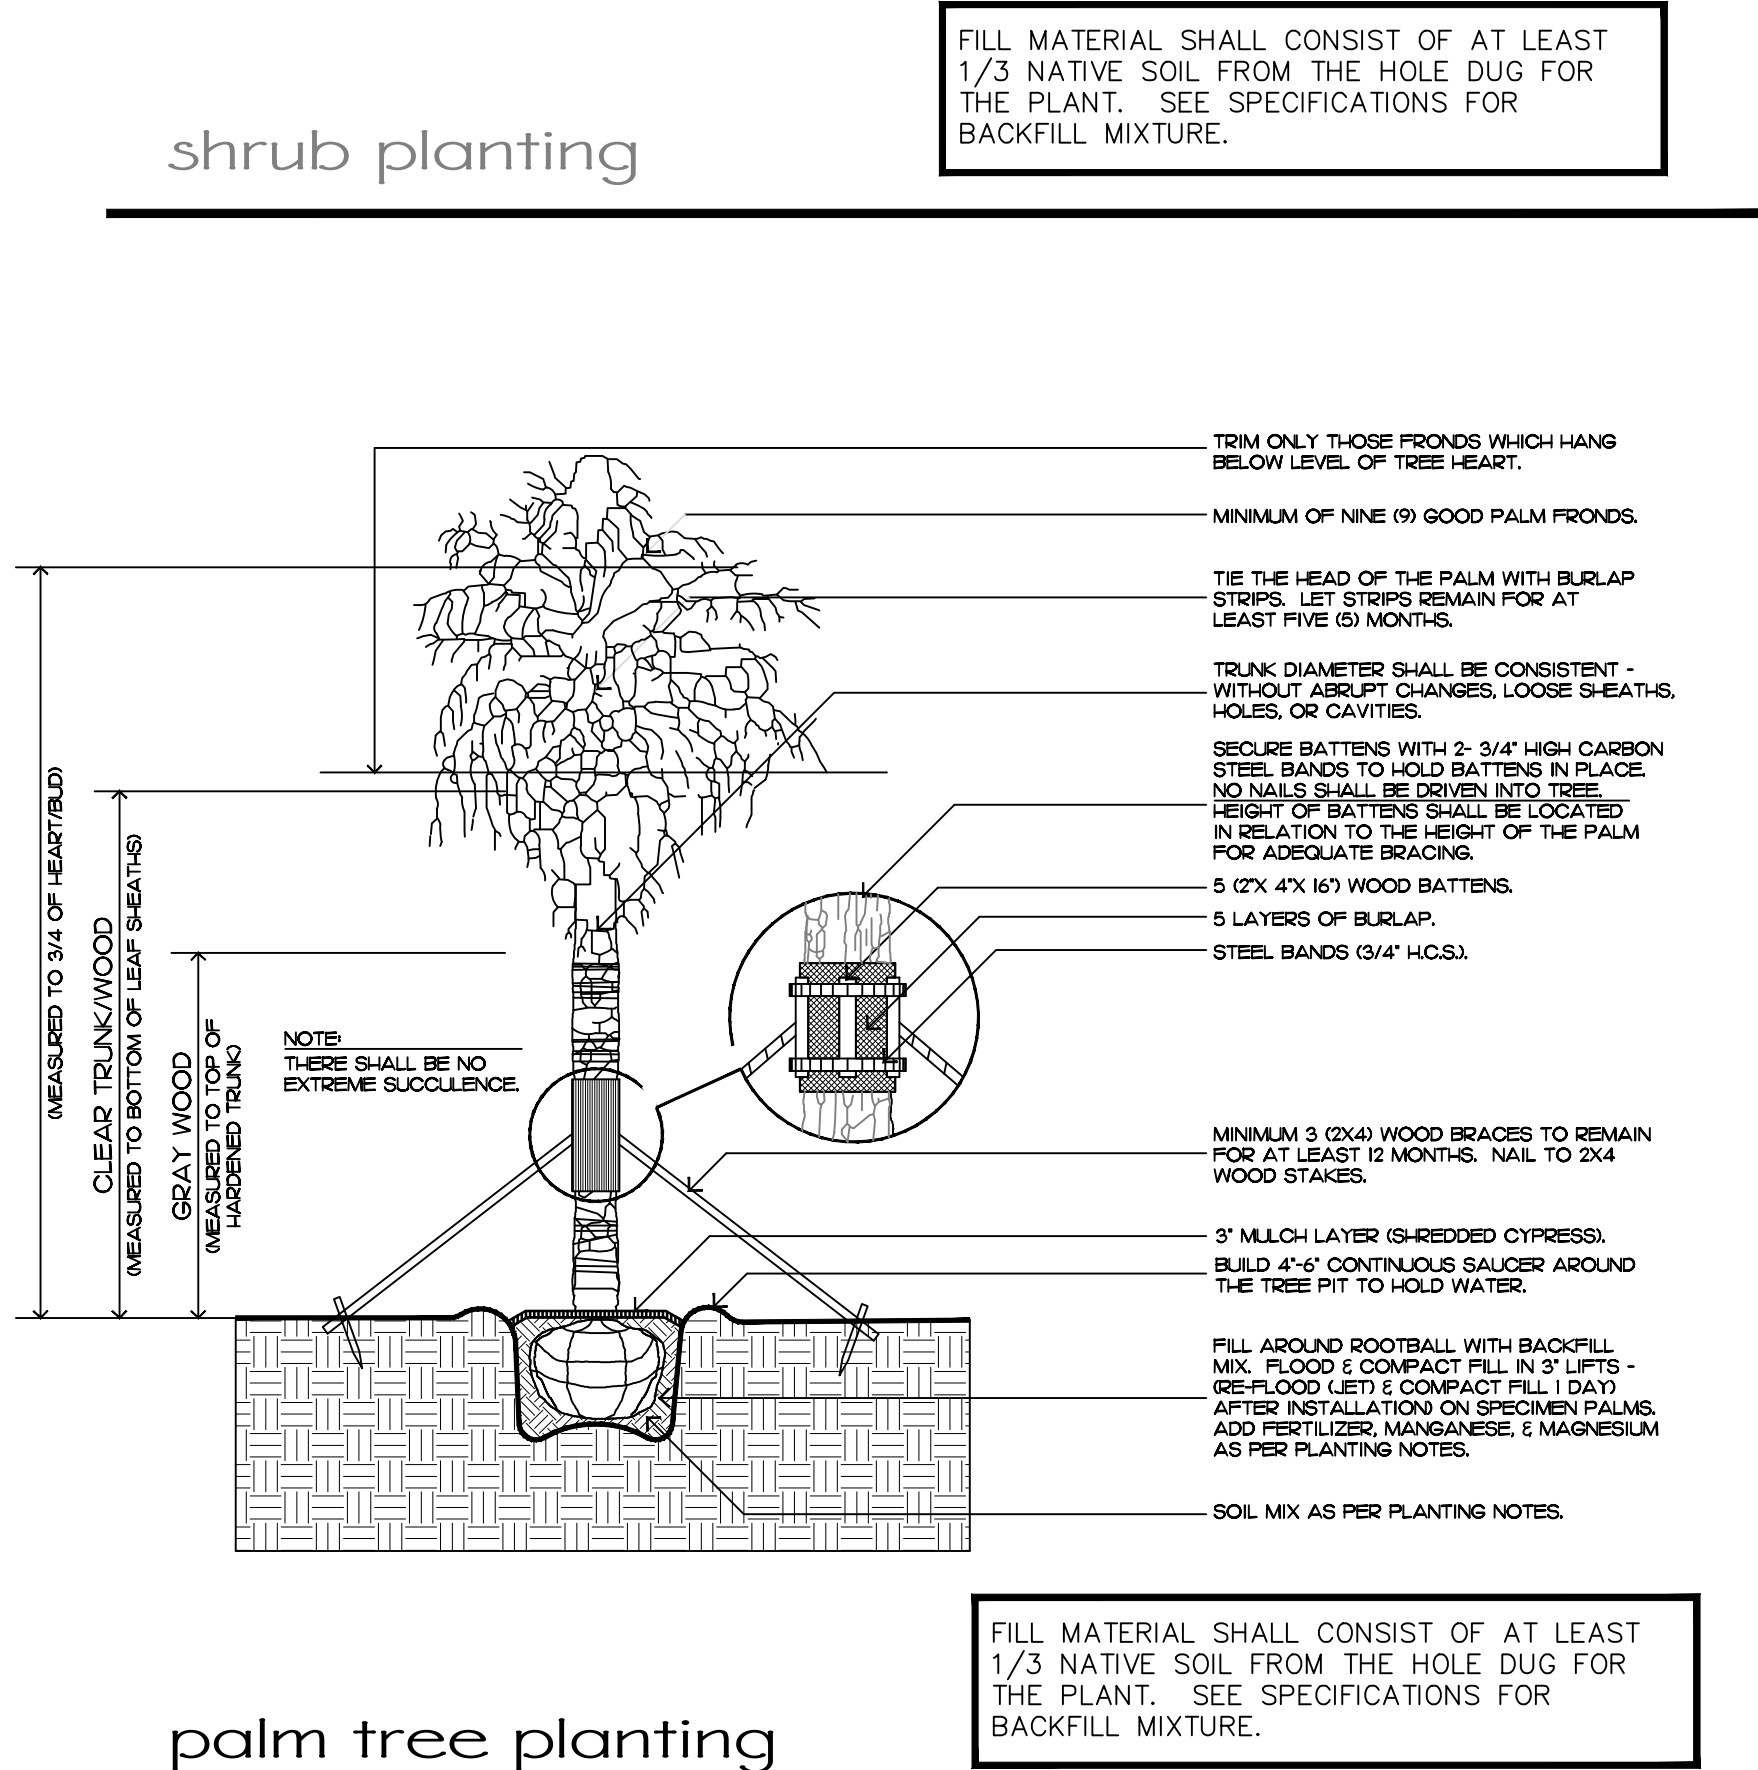 FILL MATERIAL SHALL CONSIST OF AT LEAST
1/3 NATIVE SOIL FROM THE HOLE DUG FOR
THE PLANT. SEE SPECIFICATIONS FOR
BACKFILL MIXTURE.
shrub planting
TRIM ONLY THOSE FRONDS WHICH HANG
BELOW LEVEL OF TREE HEART.
MINIMUM OF NINE (9) GOOD PALM FRONDS.
TIE THE HEAD OF THE PALM WITH BURLAP
STRIPS. LET STRIPS REMAIN FOR AT
LEAST FIVE (5) MONTHS.
TRUNK DIAMETER SHALL BE CONSISTENT -
WITHOUT ABRUPT CHANGES, LOOSE SHEATHS,
HOLES, OR CAVITIES.
SECURE BATTENS WITH 2- 3/4" HIGH CARBON
STEEL BANDS TO HOLD BATTENS IN PLACE.
NO NAILS SHALL BE DRIVEN INTO TREE.
HEIGHT OF BATTENS SHALL BE LOCATED
IN RELATION TO THE HEIGHT OF THE PALM
FOR ADEQUATE BRACING.
5 (2"X 4"X 16") WOOD BATTENS.
5 LAYERS OF BURLAP.
STEEL BANDS (3/4" H.C.S.).
(MEASURED TO 3/4 OF HEART/BUD)
CLEAR TRUNK/WOOD
(MEASURED TO BOTTOM OF LEAF SHEATHS)
GRAY WOOD
(MEASURED TO TOP OF
HARDENED TRUNK)
NOTE:
THERE SHALL BE NO
EXTREME SUCCULENCE.
MINIMUM 3 (2X4) WOOD BRACES TO REMAIN
FOR AT LEAST 12 MONTHS. NAIL TO 2X4
WOOD STAKES.
3" MULCH LAYER (SHREDDED CYPRESS).
BUILD 4"-6" CONTINUOUS SAUCER AROUND
THE TREE PIT TO HOLD WATER.
FILL AROUND ROOTBALL WITH BACKFILL
MIX. FLOOD & COMPACT FILL IN 3" LIFTS -
(RE-FLOOD (JET) & COMPACT FILL 1 DAY)
AFTER INSTALLATION) ON SPECIMEN PALMS.
ADD FERTILIZER, MANGANESE, & MAGNESIUM
AS PER PLANTING NOTES.
SOIL MIX AS PER PLANTING NOTES.
FILL MATERIAL SHALL CONSIST OF AT LEAST
1/3 NATIVE SOIL FROM THE HOLE DUG FOR
THE PLANT. SEE SPECIFICATIONS FOR
BACKFILL MIXTURE.
palm tree planting